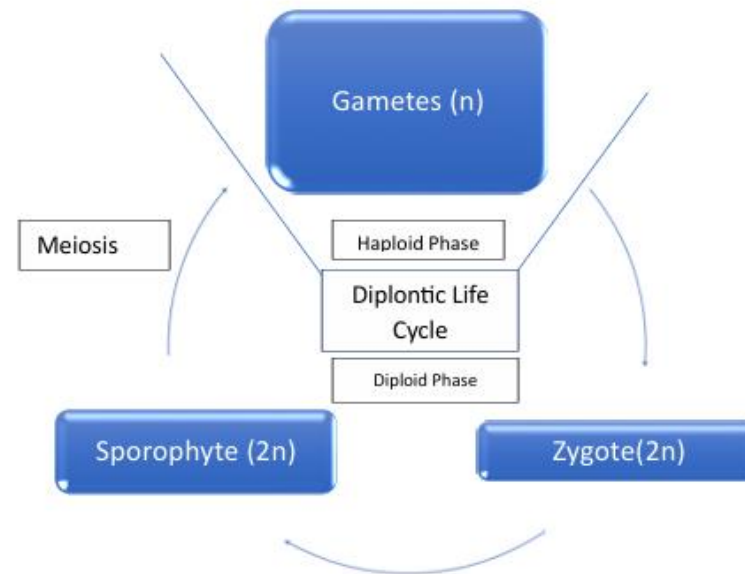 Gametes (n)
Meiosis
Haploid Phase
Diplontic Life
Cycle
Diploid Phase
Sporophyte (2n)
Zygote(2n)